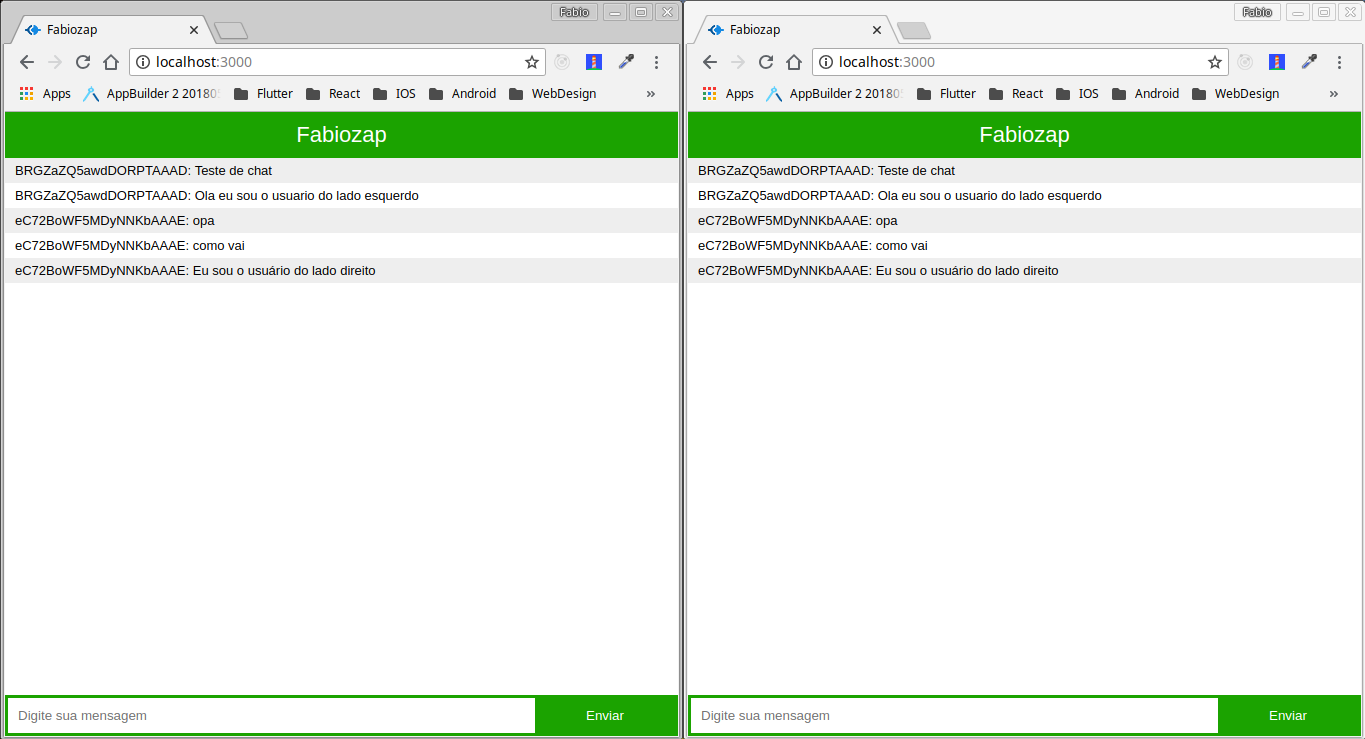 Fabio
Fabiozap
localhost:3000
Apps AppBuilder 2 20180 Flutter React IOS Android WebDesign »
Fabiozap
BRGZaZQ5awdDORPTAAAD: Teste de chat
BRGZaZQ5awdDORPTAAAD: Ola eu sou o usuario do lado esquerdo
eC72BoWF5MDyNNKbAAAE: opa
eC72BoWF5MDyNNKbAAAE: como vai
eC72BoWF5MDyNNKbAAAE: Eu sou o usuário do lado direito
Digite sua mensagem Enviar
Fabio
Fabiozap
localhost:3000
Apps AppBuilder 2 20180 Flutter React IOS Android WebDesign »
Fabiozap
BRGZaZQ5awdDORPTAAAD: Teste de chat
BRGZaZQ5awdDORPTAAAD: Ola eu sou o usuario do lado esquerdo
eC72BoWF5MDyNNKbAAAE: opa
eC72BoWF5MDyNNKbAAAE: como vai
eC72BoWF5MDyNNKbAAAE: Eu sou o usuário do lado direito
Digite sua mensagem Enviar